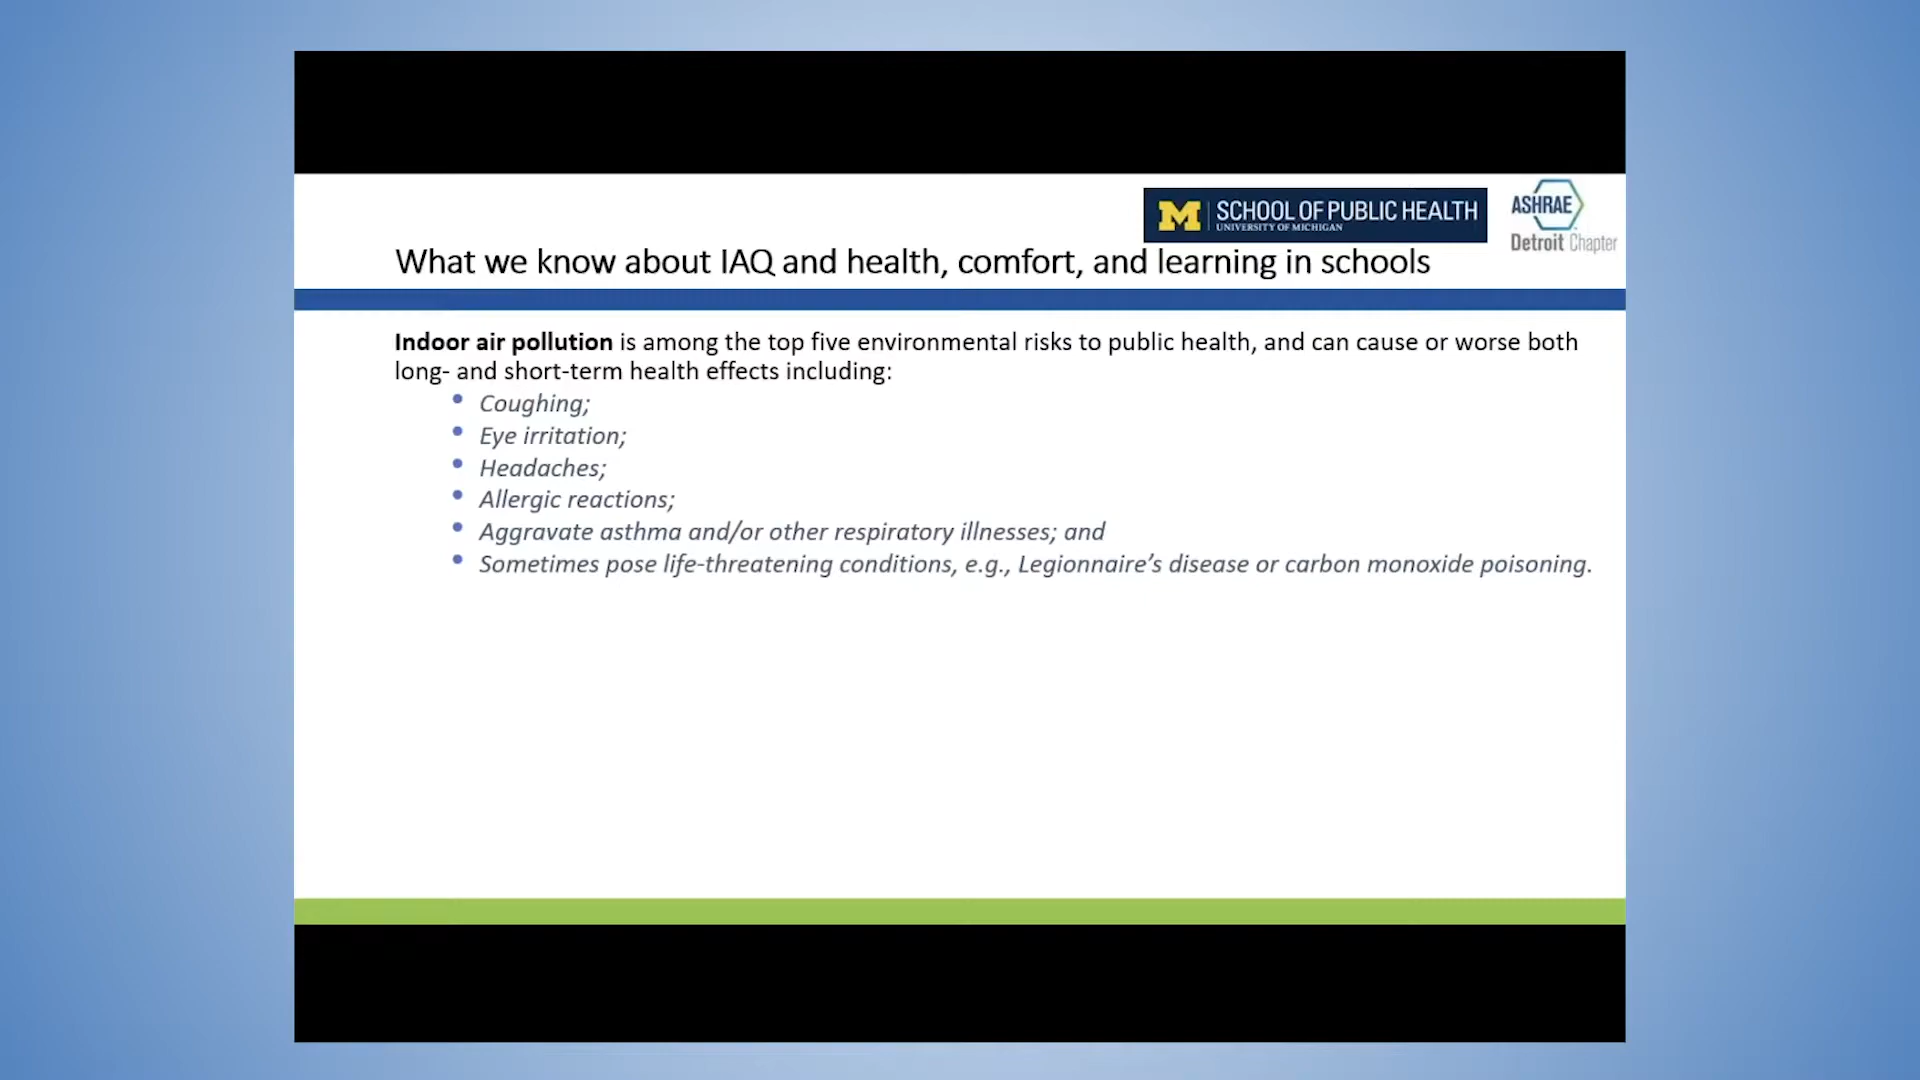 M SCHOOL OF PUBLIC HEALTH
UNIVERSITY OF MICHIGAN
ASHRAE
Detroit Chapter
What we know about IAQ and health, comfort, and learning in schools
Indoor air pollution is among the top five environmental risks to public health, and can cause or worse both
long- and short-term health effects including:
• Coughing;
• Eye irritation;
• Headaches;
• Allergic reactions;
• Aggravate asthma and/or other respiratory illnesses; and
• Sometimes pose life-threatening conditions, e.g., Legionnaire’s disease or carbon monoxide poisoning.